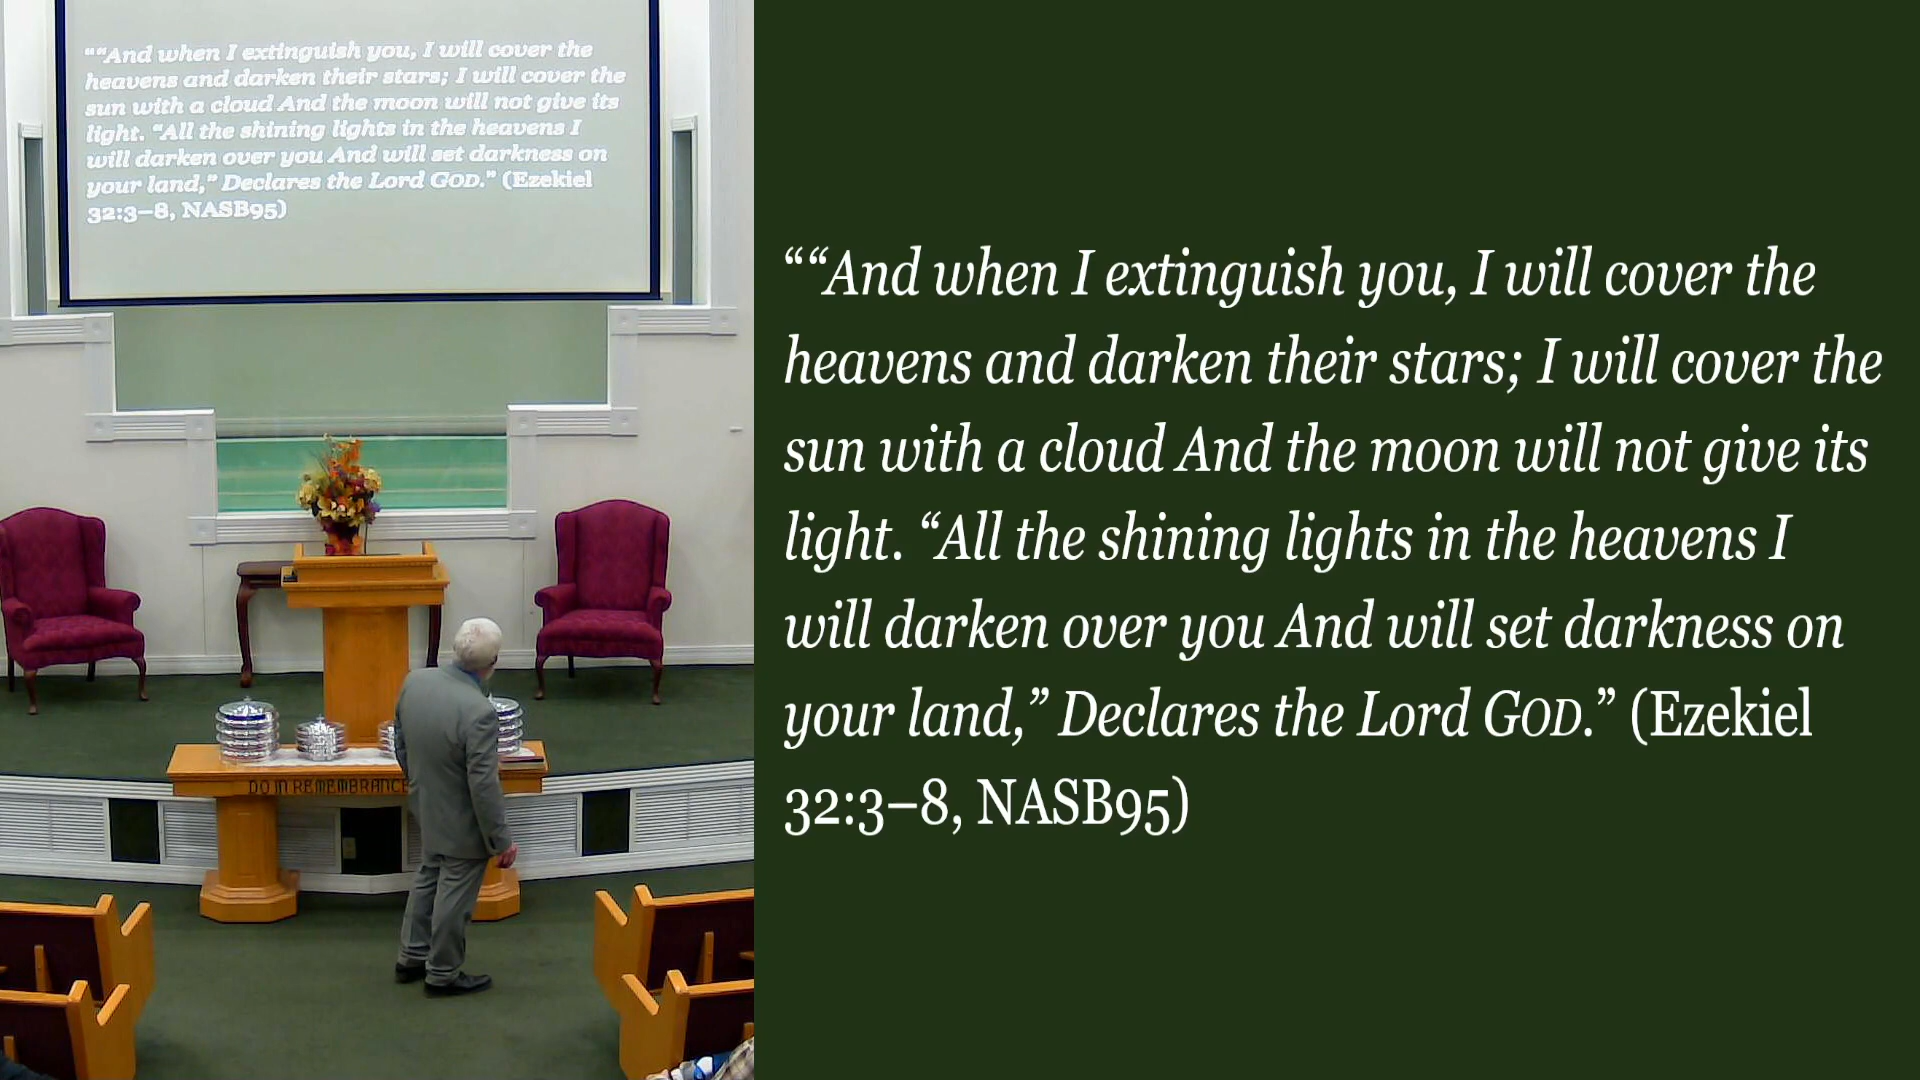 ““And when I extinguish you, I will cover the
heavens and darken their stars; I will cover the
sun with a cloud And the moon will not give its
light. “All the shining lights in the heavens I
will darken over you And will set darkness on
your land,” Declares the Lord GOD.” (Ezekiel
32:3–8, NASB95)
DO IN REMEMBRANCE
““And when I extinguish you, I will cover the
heavens and darken their stars; I will cover the
sun with a cloud And the moon will not give its
light. “All the shining lights in the heavens I
will darken over you And will set darkness on
your land,” Declares the Lord GOD.” (Ezekiel
32:3–8, NASB95)